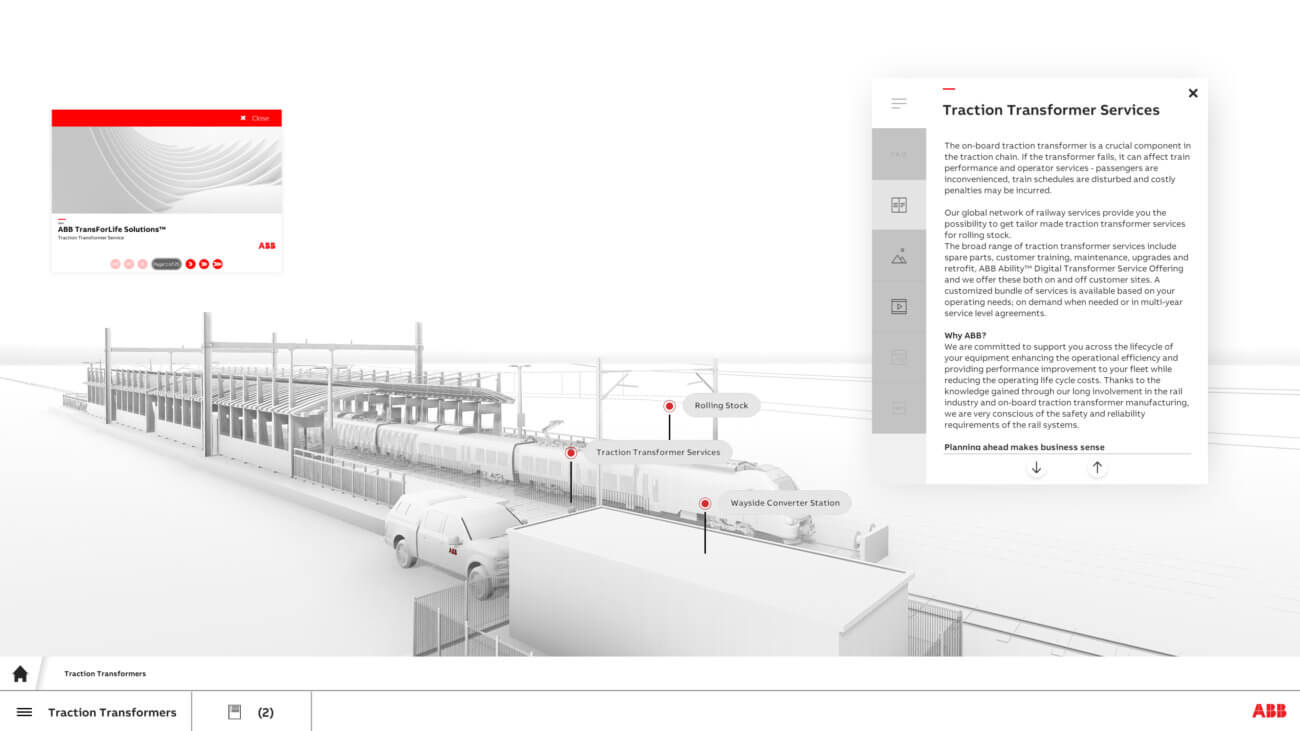 ✖ Close
ABB TransForLife Solutions™
Traction Transformer Service
ABB
Traction Transformer Services
The on-board traction transformer is a crucial component in
the traction chain. If the transformer fails, it can affect train
performance and operator services - passengers are
inconvenienced, train schedules are disturbed and costly
penalties may be incurred.
Our global network of railway services provide you the
possibility to get tailor made traction transformer services
for rolling stock.
The broad range of traction transformer services include
spare parts, customer training, maintenance, upgrades and
retrofit, ABB Ability™ Digital Transformer Service Offering
and we offer these both on and off customer sites. A
customized bundle of services is available based on your
operating needs; on demand when needed or in multi-year
service level agreements.
Why ABB?
We are committed to support you across the lifecycle of
your equipment enhancing the operational efficiency and
providing performance improvement to your fleet while
reducing the operating life cycle costs. Thanks to the
knowledge gained through our long involvement in the rail
industry and on-board traction transformer manufacturing,
we are very conscious of the safety and reliability
requirements of the rail systems.
Planning ahead makes business sense
Rolling Stock
Traction Transformer Services
Wayside Converter Station
ABB
Traction Transformers
Traction Transformers
(2)
ABB